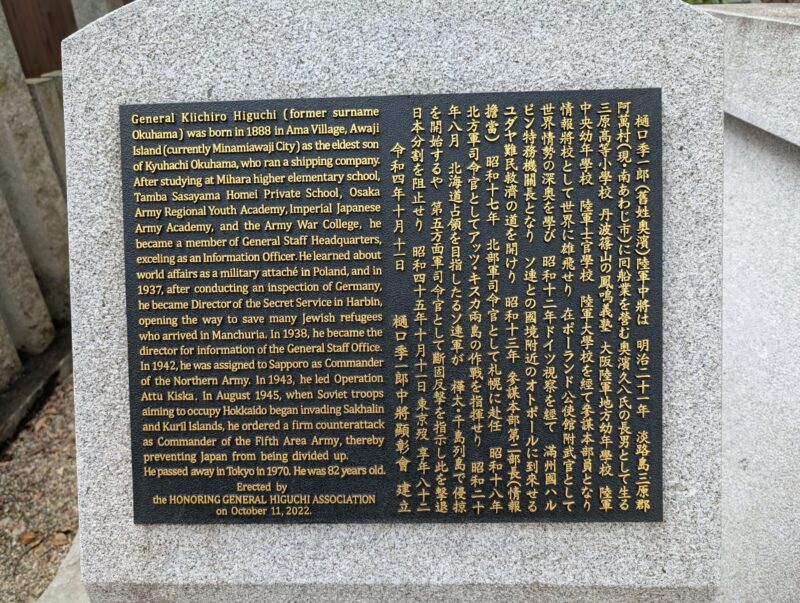 General Kiichiro Higuchi (former surname
Okuhama) was born in 1888 in Ama Village, Awaji
Island (currently Minamiawaji City) as the eldest son
of Kyuhachi Okuhama, who ran a shipping company.
After studying at Mihara higher elementary school,
Tamba Sasayama Homei Private School, Osaka
Army Regional Youth Academy, Imperial Japanese
Army Academy, and the Army War College, he
became a member of General Staff Headquarters,
exceling as an Information Officer. He learned about
world affairs as a military attaché in Poland, and in
1937, after conducting an inspection of Germany,
he became Director of the Secret Service in Harbin,
opening the way to save many Jewish refugees
who arrived in Manchuria. In 1938, he became the
director for information of the General Staff Office.
In 1942, he was assigned to Sapporo as Commander
of the Northern Army. In 1943, he led Operation
Attu Kiska. In August 1945, when Soviet troops
aiming to occupy Hokkaido began invading Sakhalin
and Kuril Islands, he ordered a firm counterattack
as Commander of the Fifth Area Army, thereby
preventing Japan from being divided up.
He passed away in Tokyo in 1970. He was 82 years old.
Erected by
the HONORING GENERAL HIGUCHI ASSOCIATION
on October 11, 2022.
樋口季一郎(舊姓奥濱)陸軍中將は 明治二十一年 淡路島三原郡
阿萬村(現・南あわじ市)に回船業を営む奥濱久八氏の長男として生る
三原高等小學校 丹波篠山の鳳鳴義塾 大阪陸軍地方幼年學校 陸軍
中央幼年學校 陸軍士官學校 陸軍大學校を経て參謀本部員となり
情報將校として世界に雄飛せり 在ポーランド公使館附武官として
世界情勢の深奥を學び 昭和十二年ドイツ視察を経て 滿州國ハル
ビン特務機關長となり ソ連との國境附近のオトポールに到來せる
ユダヤ難民救濟の道を開けり 昭和十三年 參謀本部第二部長(情報
擔當) 昭和十七年 北部軍司令官として札幌に赴任 昭和十八年
北方軍司令官としてアッツ・キスカ兩島の作戰を指揮せり 昭和二十
年八月 北海道占領を目指したるソ連軍が 樺太・千島列島で侵掠
を開始するや 第五方面軍司令官として斷固反撃を指示し此を撃退
日本分割を阻止せり 昭和四十五年十月十一日 東京歿 享年八十二
令和四年十月十一日 樋口季一郎中將顯彰會 建立